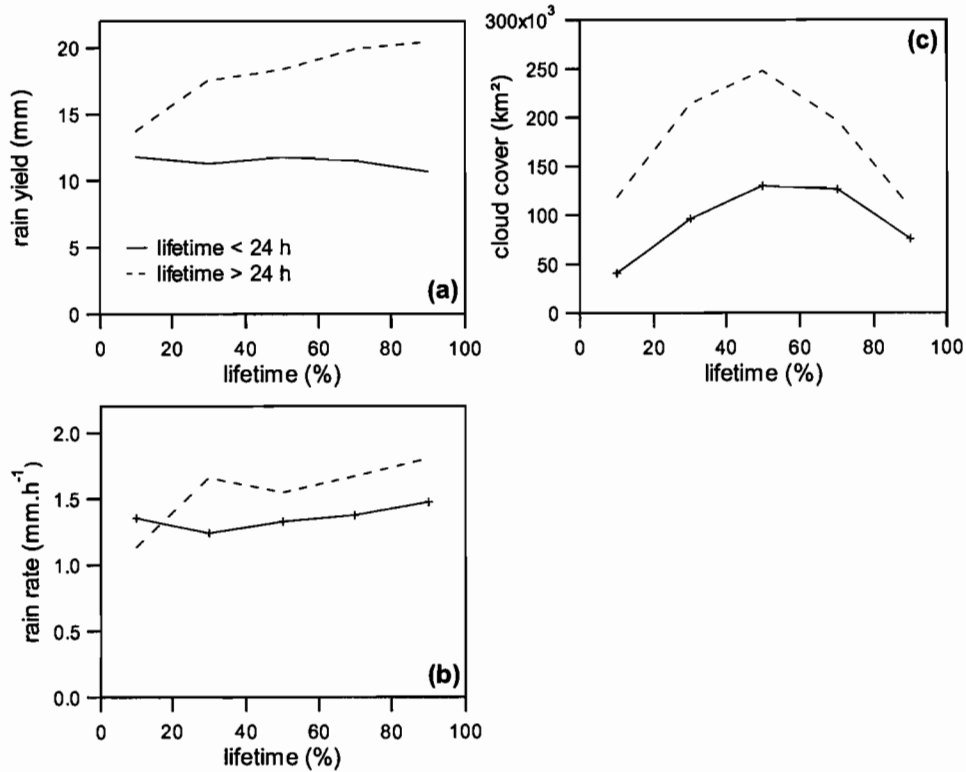 rain yield (mm)
20
15
10
5
0
lifetime < 24 h
lifetime > 24 h
(a)
0 20 40 60 80 100
lifetime (%)
cloud cover (km²)
300x10³
250
200
150
100
50
0
(c)
0 20 40 60 80 100
lifetime (%)
rain rate (mm.h⁻¹)
2.0
1.5
1.0
0.5
0.0
(b)
0 20 40 60 80 100
lifetime (%)